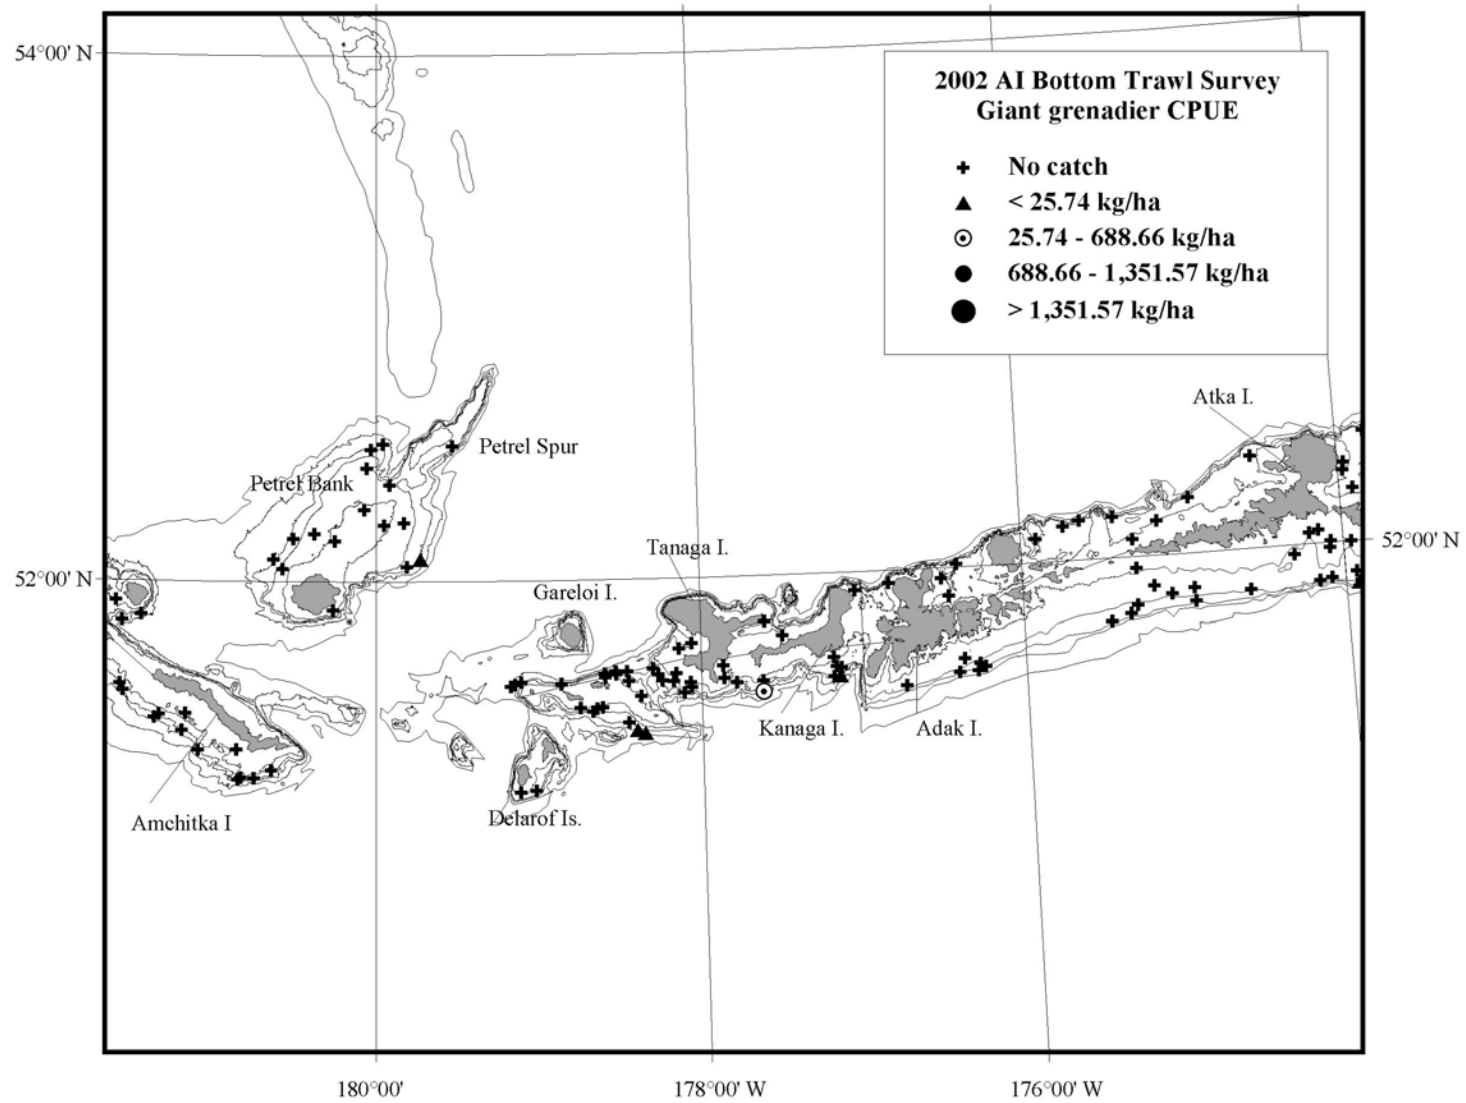 54°00' N
2002 AI Bottom Trawl Survey
Giant grenadier CPUE
No catch
< 25.74 kg/ha
25.74 - 688.66 kg/ha
688.66 - 1,351.57 kg/ha
> 1,351.57 kg/ha
Atka I.
Petrel Spur
Petrel Bank
52°00' N
Tanaga I.
52°00' N
Gareloi I.
Kanaga I.
Adak I.
Delarof Is.
Amchitka I
180°00'
178°00' W
176°00' W